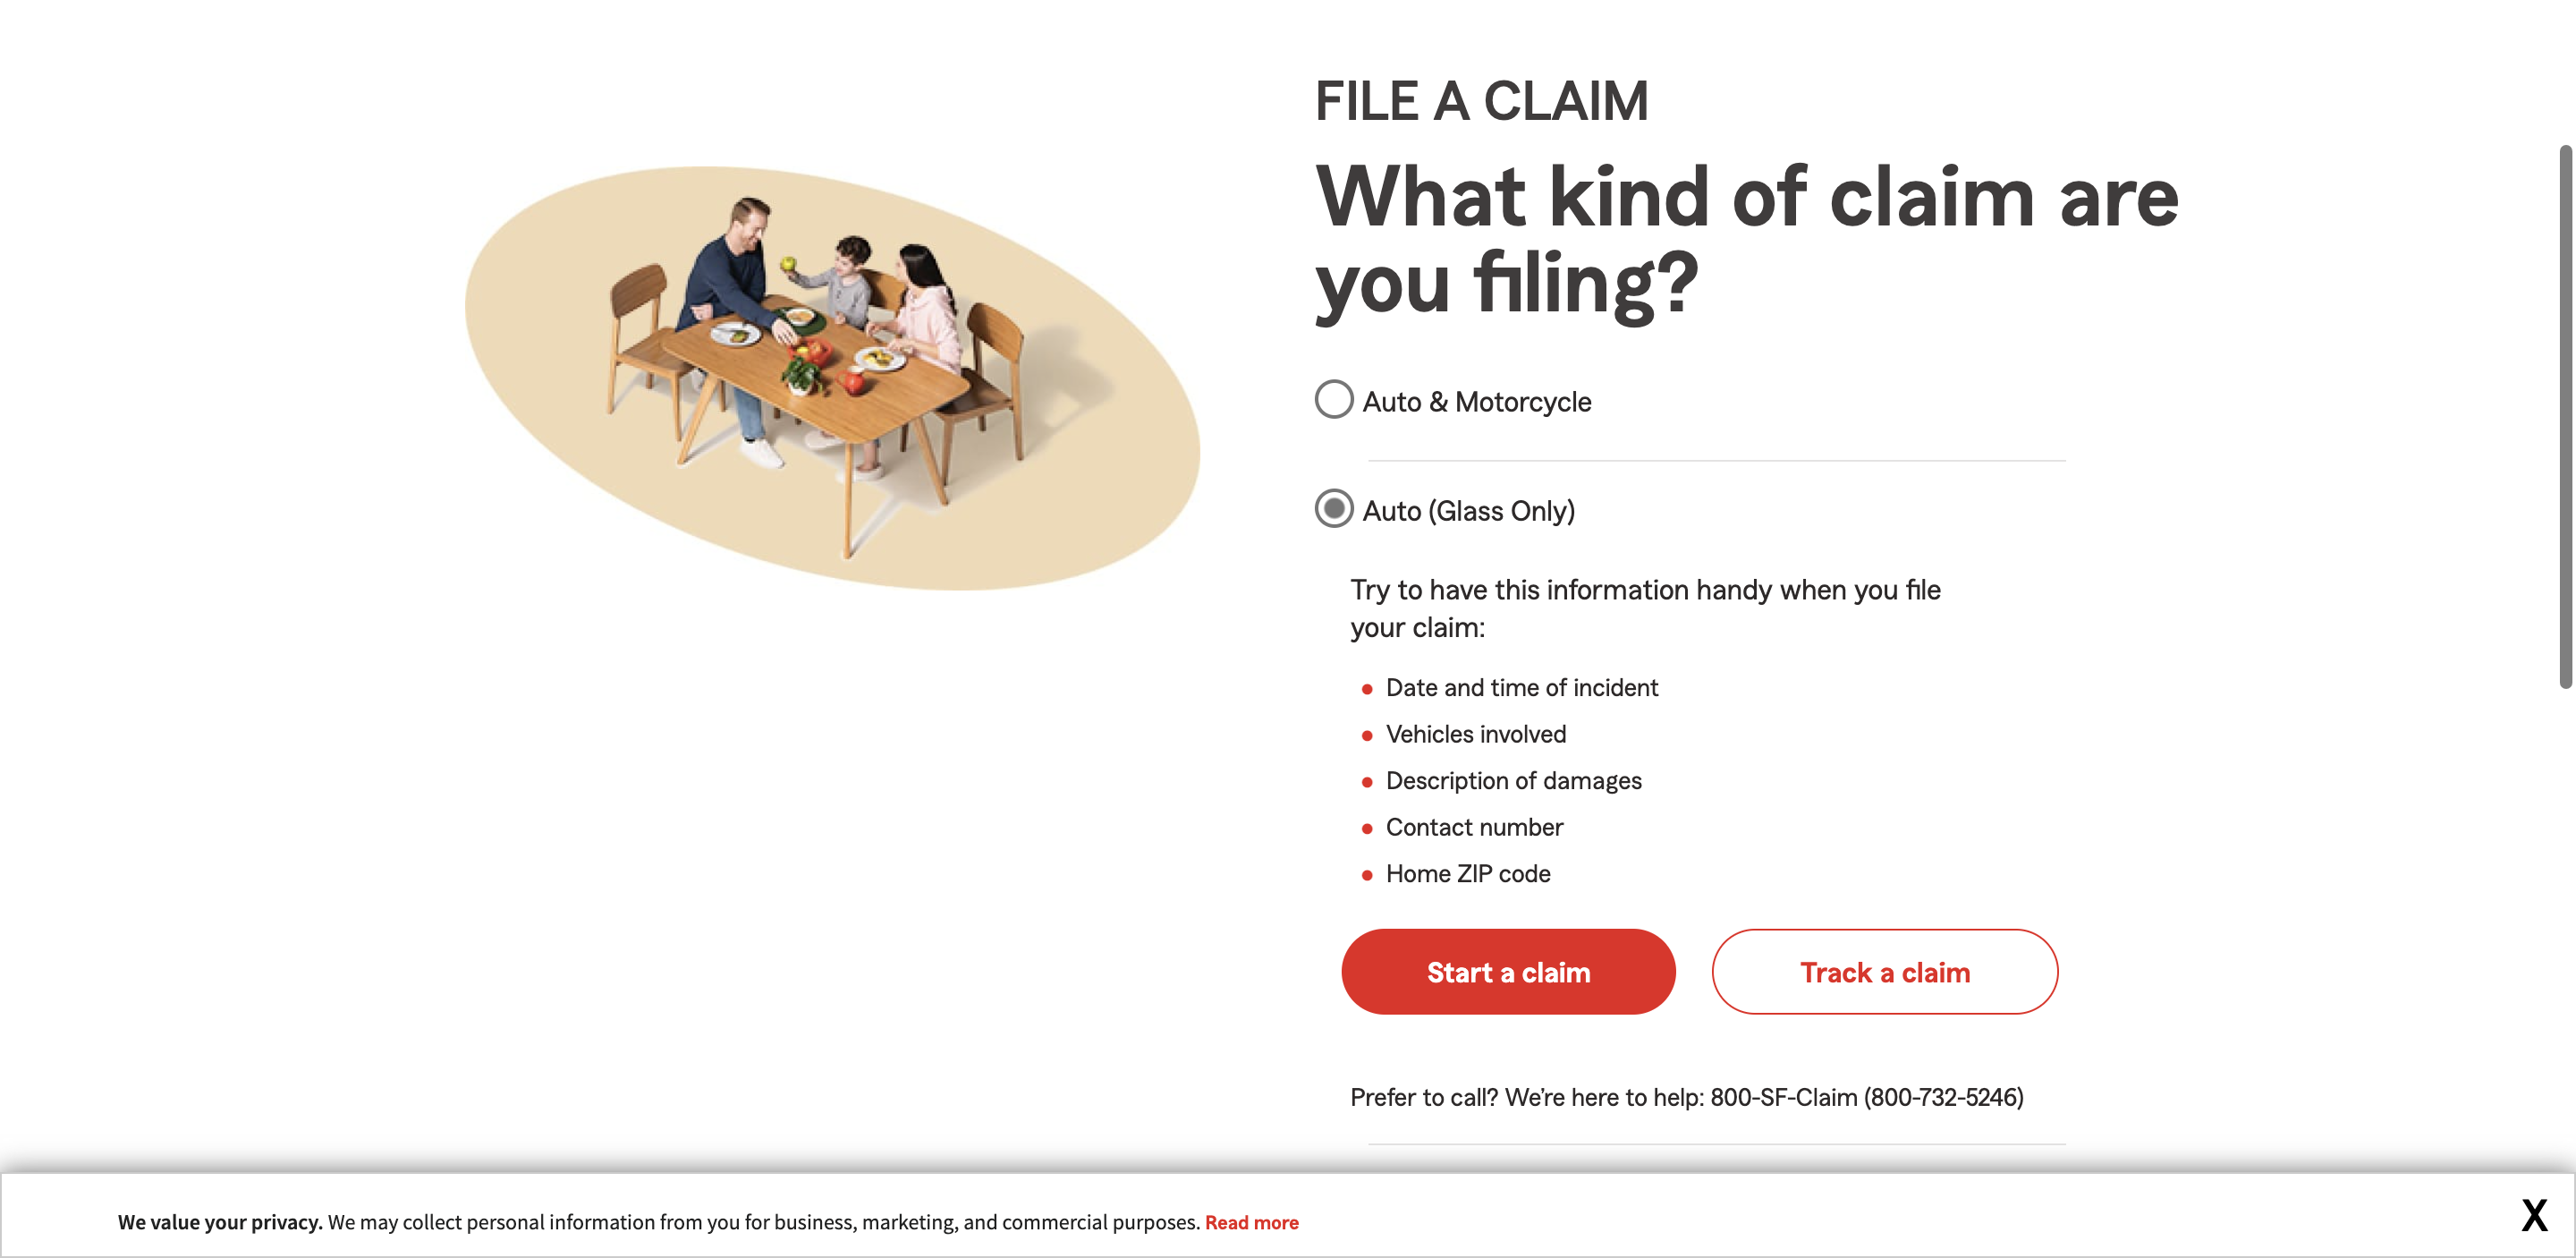 FILE A CLAIM
What kind of claim are
you filing?
Auto & Motorcycle
Auto (Glass Only)
Try to have this information handy when you file
your claim:
• Date and time of incident
• Vehicles involved
• Description of damages
• Contact number
• Home ZIP code
Start a claim
Track a claim
Prefer to call? We’re here to help: 800-SF-Claim (800-732-5246)
We value your privacy. We may collect personal information from you for business, marketing, and commercial purposes. Read more
X